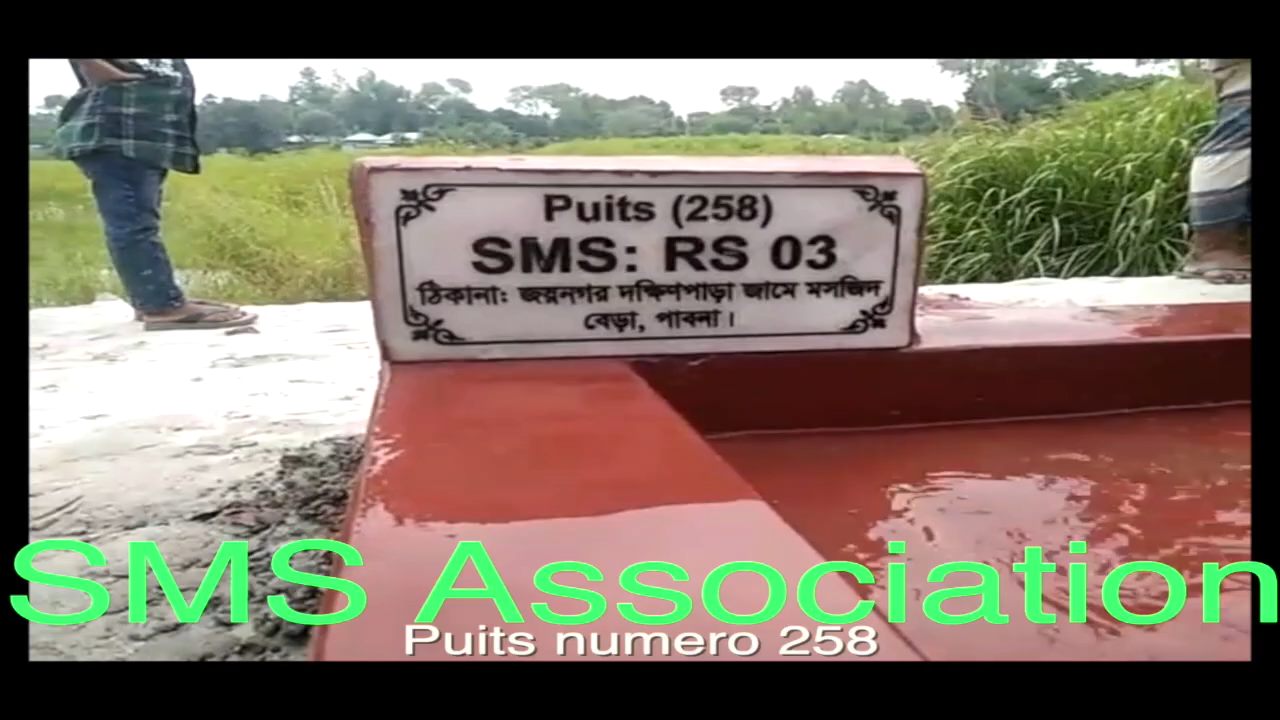 Puits (258)
SMS: RS 03
ঠিকানা: জয়নগর দক্ষিণপাড়া জামে মসজিদ
বেড়া, পাবনা।
SMS Association
Puits numero 258